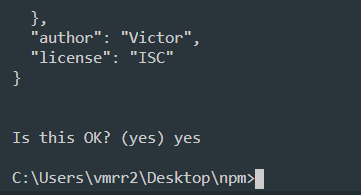 },
"author": "Victor",
"license": "ISC"
}
Is this OK? (yes) yes
C:\Users\vmrr2\Desktop\npm>